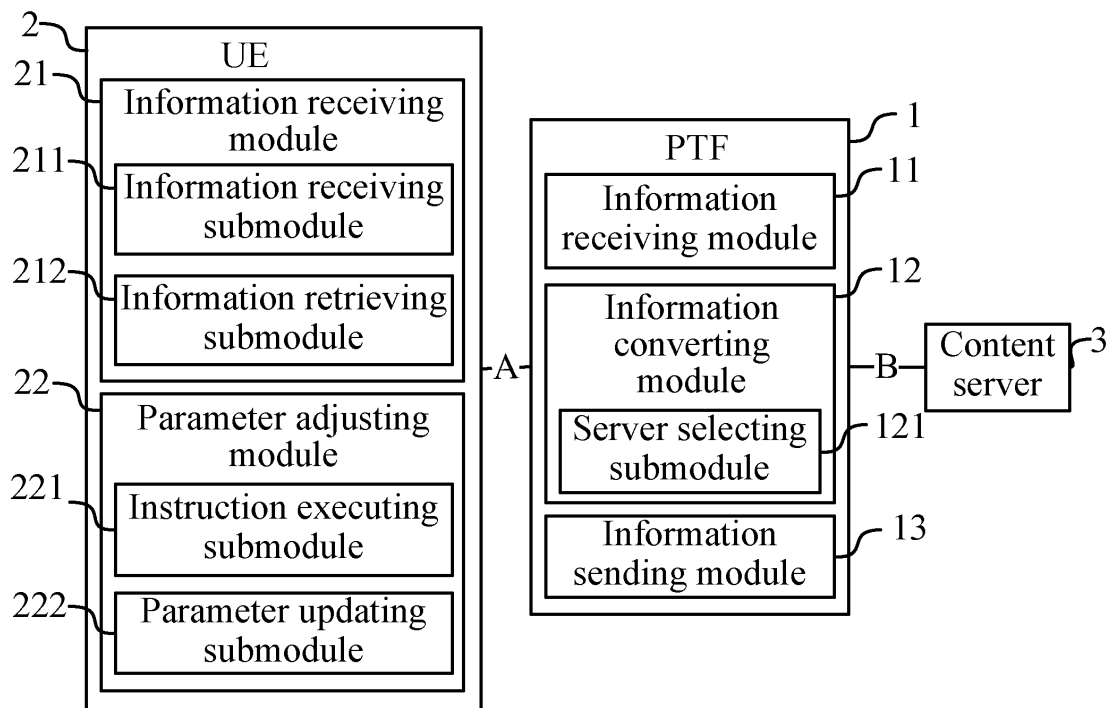 2
UE
21
Information receiving
module
211
Information receiving
submodule
212
Information retrieving
submodule
22
Parameter adjusting
module
221
Instruction executing
submodule
222
Parameter updating
submodule
A
1
PTF
11
Information
receiving module
12
Information
converting
module
121
Server selecting
submodule
13
Information
sending module
B
Content
server
3